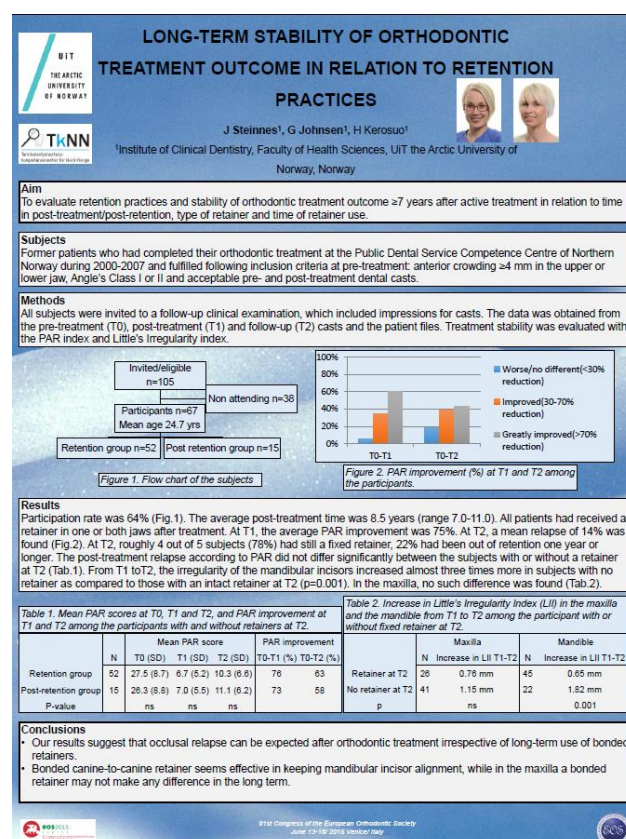 LONG-TERM STABILITY OF ORTHODONTIC
TREATMENT OUTCOME IN RELATION TO RETENTION
PRACTICES
UiT
THE ARCTIC
UNIVERSITY
OF NORWAY
TkNN
J Steinnes¹, G Johnsen¹, H Kerosuo¹
¹Institute of Clinical Dentistry, Faculty of Health Sciences, UiT the Arctic University of
Norway, Norway
Aim
To evaluate retention practices and stability of orthodontic treatment outcome ≥7 years after active treatment in relation to time
in post-treatment/post-retention, type of retainer and time of retainer use.
Subjects
Former patients who had completed their orthodontic treatment at the Public Dental Service Competence Centre of Northern
Norway during 2000-2007 and fulfilled following inclusion criteria at pre-treatment: anterior crowding ≥4 mm in the upper or
lower jaw, Angle's Class I or II and acceptable pre- and post-treatment dental casts.
Methods
All subjects were invited to a follow-up clinical examination, which included impressions for casts. The data was obtained from
the pre-treatment (T0), post-treatment (T1) and follow-up (T2) casts and the patient files. Treatment stability was evaluated with
the PAR index and Little's Irregularity index.
Invited/eligible
n=105
Non attending n=38
Participants n=67
Mean age 24.7 yrs
Retention group n=52
Post retention group n=15
Figure 1. Flow chart of the subjects
100%
80%
60%
40%
20%
0%
T0-T1
T0-T2
Worse/no different(<30%
reduction)
Improved(30-70%
reduction)
Greatly improved(>70%
reduction)
Figure 2. PAR improvement (%) at T1 and T2 among
the participants.
Results
Participation rate was 64% (Fig.1). The average post-treatment time was 8.5 years (range 7.0-11.0). All patients had received a
retainer in one or both jaws after treatment. At T1, the average PAR improvement was 75%. At T2, a mean relapse of 14% was
found (Fig.2). At T2, roughly 4 out of 5 subjects (78%) had still a fixed retainer, 22% had been out of retention one year or
longer. The post-treatment relapse according to PAR did not differ significantly between the subjects with or without a retainer
at T2 (Tab.1). From T1 toT2, the irregularity of the mandibular incisors increased almost three times more in subjects with no
retainer as compared to those with an intact retainer at T2 (p=0.001). In the maxilla, no such difference was found (Tab.2).
Table 1. Mean PAR scores at T0, T1 and T2, and PAR improvement at
T1 and T2 among the participants with and without retainers at T2.
Mean PAR score PAR improvement
N T0 (SD) T1 (SD) T2 (SD) T0-T1 (%) T0-T2 (%)
Retention group 52 27.5 (8.7) 6.7 (5.2) 10.3 (6.6) 76 63
Post-retention group 15 26.3 (8.8) 7.0 (5.5) 11.1 (6.2) 73 58
P-value ns ns ns
Table 2. Increase in Little's Irregularity Index (LII) in the maxilla
and the mandible from T1 to T2 among the participant with or
without fixed retainer at T2.
Maxilla Mandible
N Increase in LII T1-T2 N Increase in LII T1-T2
Retainer at T2 26 0.76 mm 45 0.65 mm
No retainer at T2 41 1.15 mm 22 1.82 mm
p ns 0.001
Conclusions
• Our results suggest that occlusal relapse can be expected after orthodontic treatment irrespective of long-term use of bonded
retainers.
• Bonded canine-to-canine retainer seems effective in keeping mandibular incisor alignment, while in the maxilla a bonded
retainer may not make any difference in the long term.
EOS2015
91st Congress of the European Orthodontic Society
June 13-18/ 2015 Venice/ Italy
EOS